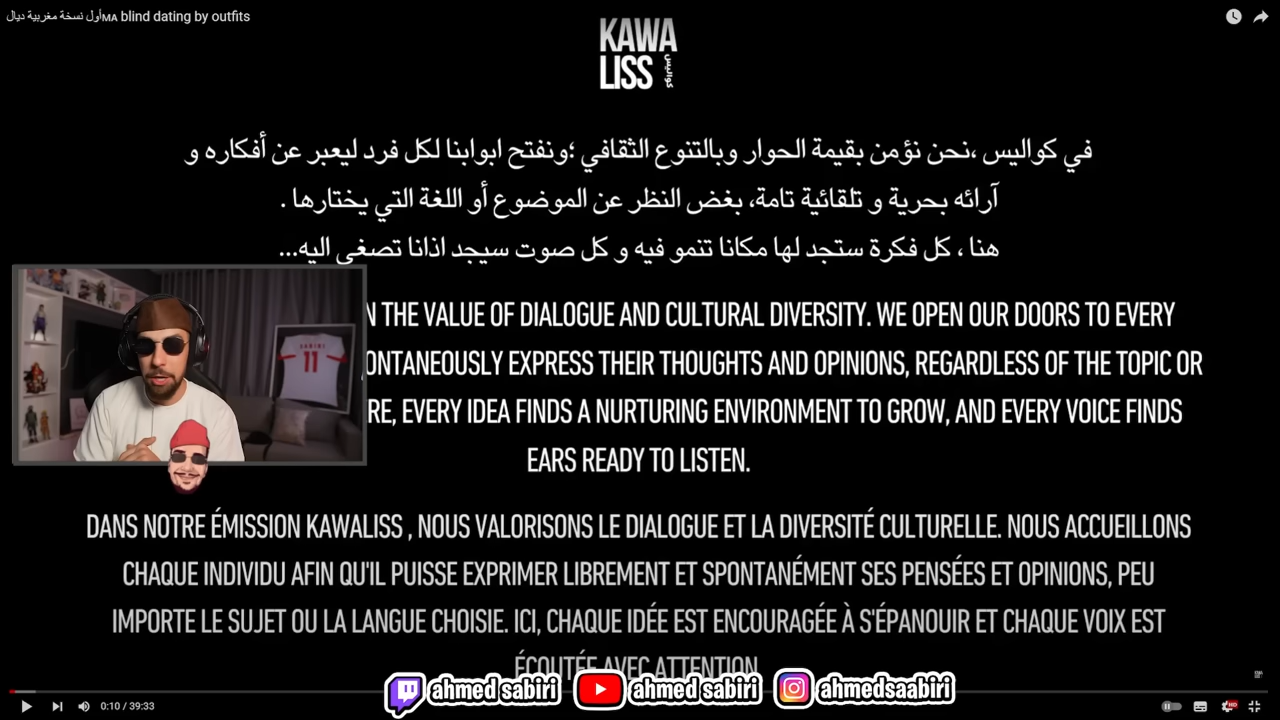 أول نسخة مغربية ديالMA blind dating by outfits
KAWA
LISS
كواليس
في كواليس ،نحن نؤمن بقيمة الحوار وبالتنوع الثقافي ؛ونفتح ابوابنا لكل فرد ليعبر عن أفكاره و
آرائه بحرية و تلقائية تامة، بغض النظر عن الموضوع أو اللغة التي يختارها .
هنا ، كل فكرة ستجد لها مكانا تنمو فيه و كل صوت سيجد اذانا تصغي اليه...
THE VALUE OF DIALOGUE AND CULTURAL DIVERSITY. WE OPEN OUR DOORS TO EVERY
EXPRESS THEIR THOUGHTS AND OPINIONS, REGARDLESS OF THE TOPIC OR
EVERY IDEA FINDS A NURTURING ENVIRONMENT TO GROW, AND EVERY VOICE FINDS
EARS READY TO LISTEN.
SABIRI
11
DANS NOTRE ÉMISSION KAWALISS , NOUS VALORISONS LE DIALOGUE ET LA DIVERSITÉ CULTURELLE. NOUS ACCUEILLONS
CHAQUE INDIVIDU AFIN QU'IL PUISSE EXPRIMER LIBREMENT ET SPONTANÉMENT SES PENSÉES ET OPINIONS, PEU
IMPORTE LE SUJET OU LA LANGUE CHOISIE. ICI, CHAQUE IDÉE EST ENCOURAGÉE À S'ÉPANOUIR ET CHAQUE VOIX EST
ÉCOUTÉE AVEC ATTENTION
ahmed sabiri ahmed sabiri ahmedsaabiri
0:10 / 39:33
HD